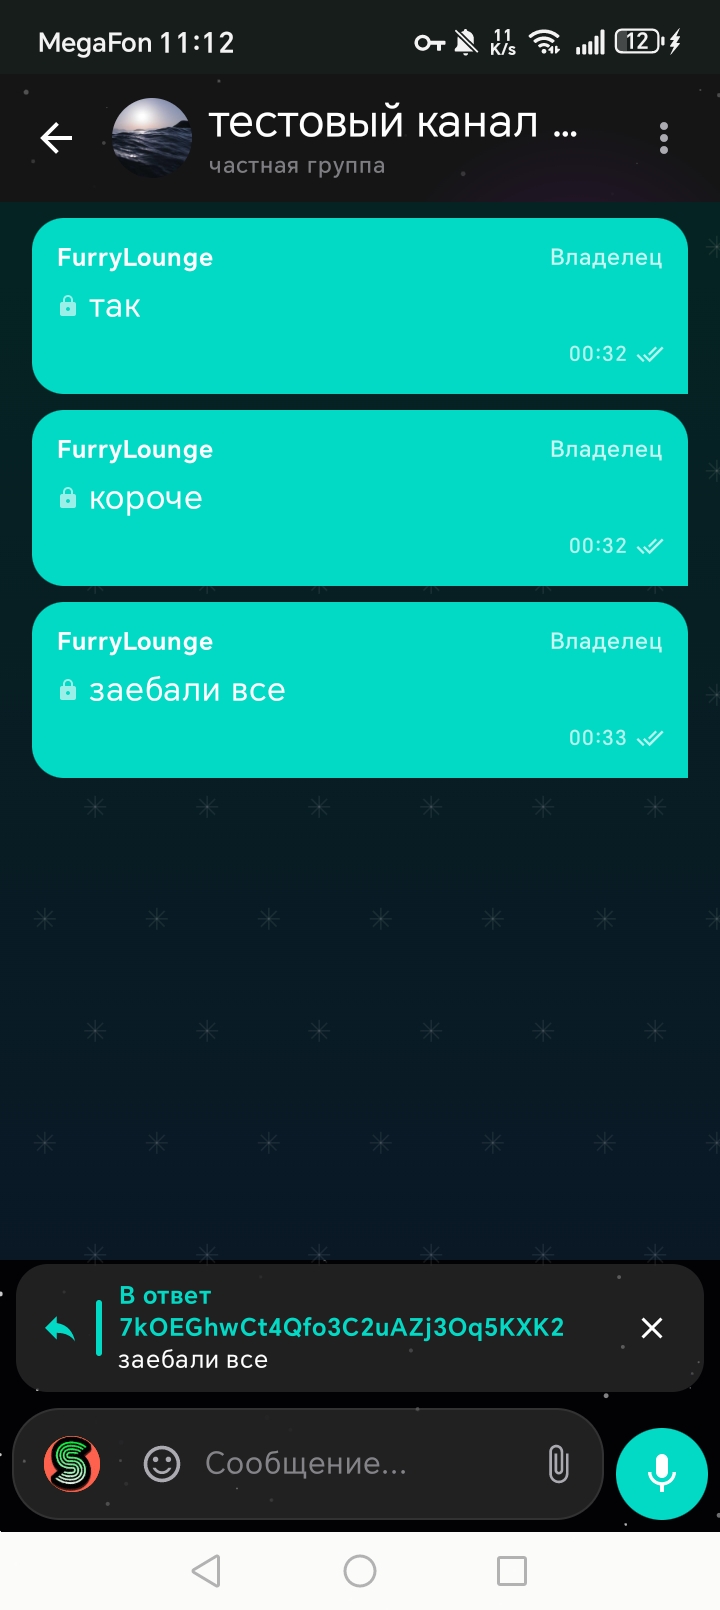 MegaFon 11:12
11 K/s
12
тестовый канал ...
частная группа
FurryLounge Владелец
так
00:32
FurryLounge Владелец
короче
00:32
FurryLounge Владелец
заебали все
00:33
В ответ
7kOEGhwCt4Qfo3C2uAZj3Oq5KXK2
заебали все
Сообщение...